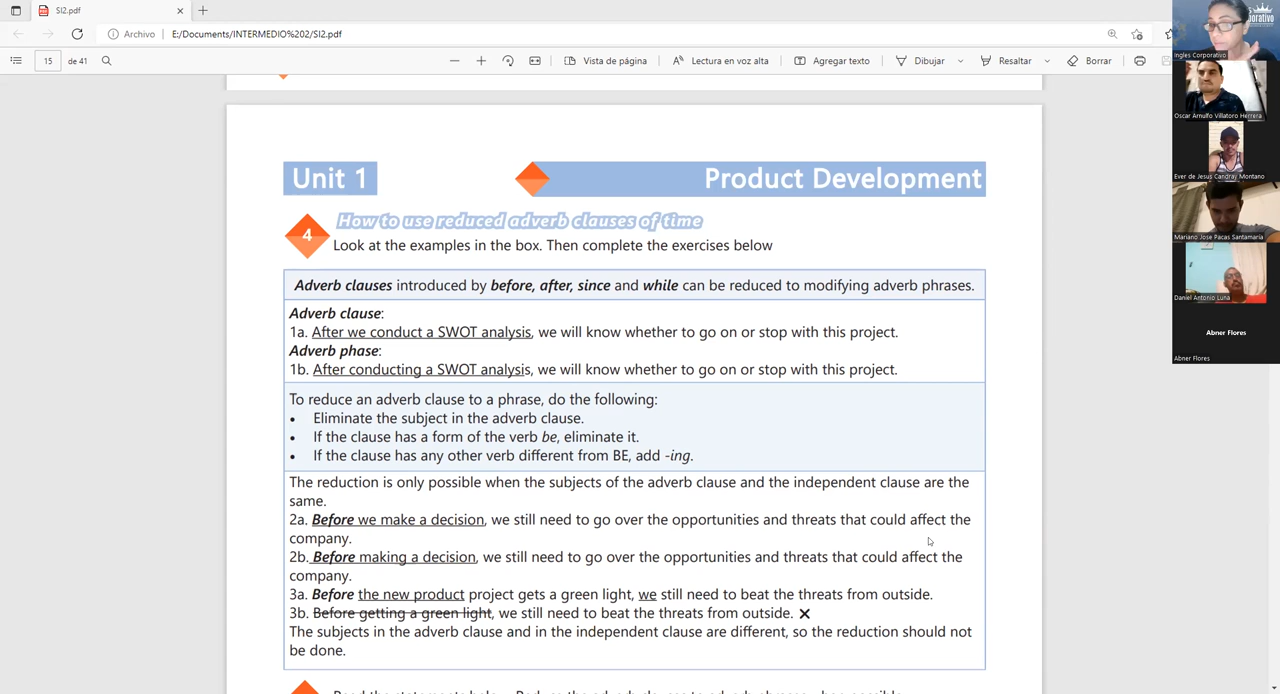 SI2.pdf
Archivo
E:/Documents/INTERMEDIO%202/SI2.pdf
15
de 41
Vista de página
Lectura en voz alta
Agregar texto
Dibujar
Resaltar
Borrar
Unit 1
Product Development
How to use reduced adverb clauses of time
4
Look at the examples in the box. Then complete the exercises below
Adverb clauses introduced by before, after, since and while can be reduced to modifying adverb phrases.
Adverb clause:
1a. After we conduct a SWOT analysis, we will know whether to go on or stop with this project.
Adverb phase:
1b. After conducting a SWOT analysis, we will know whether to go on or stop with this project.
To reduce an adverb clause to a phrase, do the following:
• Eliminate the subject in the adverb clause.
• If the clause has a form of the verb be, eliminate it.
• If the clause has any other verb different from BE, add -ing.
The reduction is only possible when the subjects of the adverb clause and the independent clause are the
same.
2a. Before we make a decision, we still need to go over the opportunities and threats that could affect the
company.
2b. Before making a decision, we still need to go over the opportunities and threats that could affect the
company.
3a. Before the new product project gets a green light, we still need to beat the threats from outside.
3b. Before getting a green light, we still need to beat the threats from outside. ✕
The subjects in the adverb clause and in the independent clause are different, so the reduction should not
be done.
orporativo
Ingles Corporativo
Oscar Arnulfo Villatoro Herrera
Ever de Jesus Candray Montano
Mariano Jose Pacas Santamaria
Daniel Antonio Luna
Abner Flores
Abner Flores